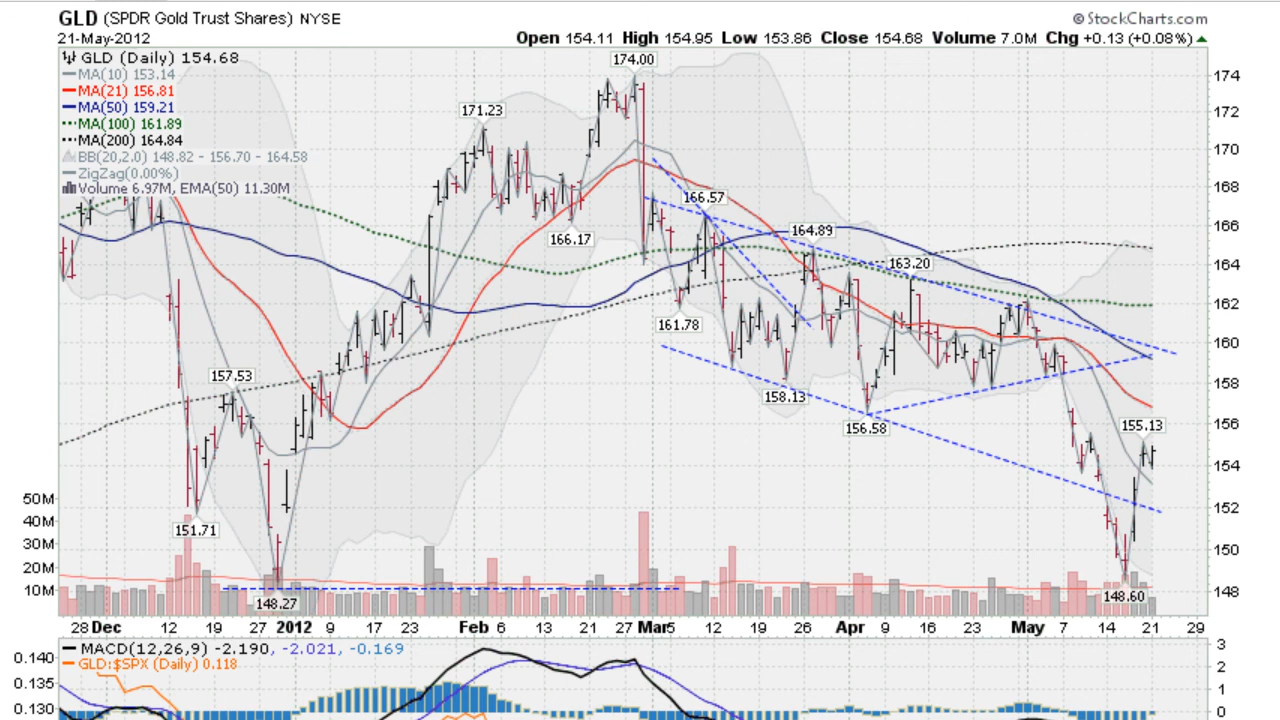 GLD (SPDR Gold Trust Shares) NYSE
© StockCharts.com
21-May-2012
Open 154.11 High 154.95 Low 153.86 Close 154.68 Volume 7.0M Chg +0.13 (+0.08%)
GLD (Daily) 154.68
MA(10) 153.14
MA(21) 156.81
MA(50) 159.21
MA(100) 161.89
MA(200) 164.84
BB(20,2.0) 148.82 - 156.70 - 164.58
ZigZag(0.00%)
Volume 6.97M, EMA(50) 11.30M
174.00
171.23
166.17
166.57
164.89
163.20
161.78
158.13
156.58
157.53
155.13
151.71
148.27
148.60
174
172
170
168
166
164
162
160
158
156
154
152
150
148
50M
40M
30M
20M
10M
28 Dec 12 19 27 2012 9 17 23 Feb 6 13 21 27 Mar 5 12 19 26 Apr 9 16 23 May 7 14 21 29
MACD(12,26,9) -2.190, -2.021, -0.169
GLD:$SPX (Daily) 0.118
0.140
0.135
0.130
3
2
1
0